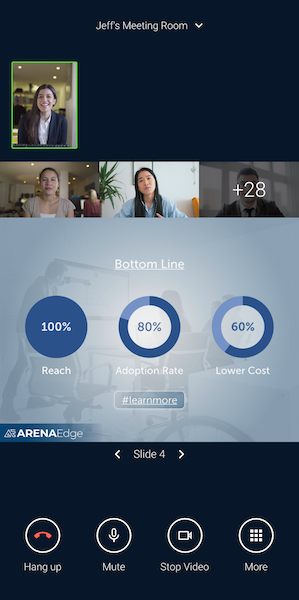 Jeff's Meeting Room
+28
Bottom Line
100%
80%
60%
Reach
Adoption Rate
Lower Cost
#learnmore
ARENAEdge
Slide 4
Hang up
Mute
Stop Video
More